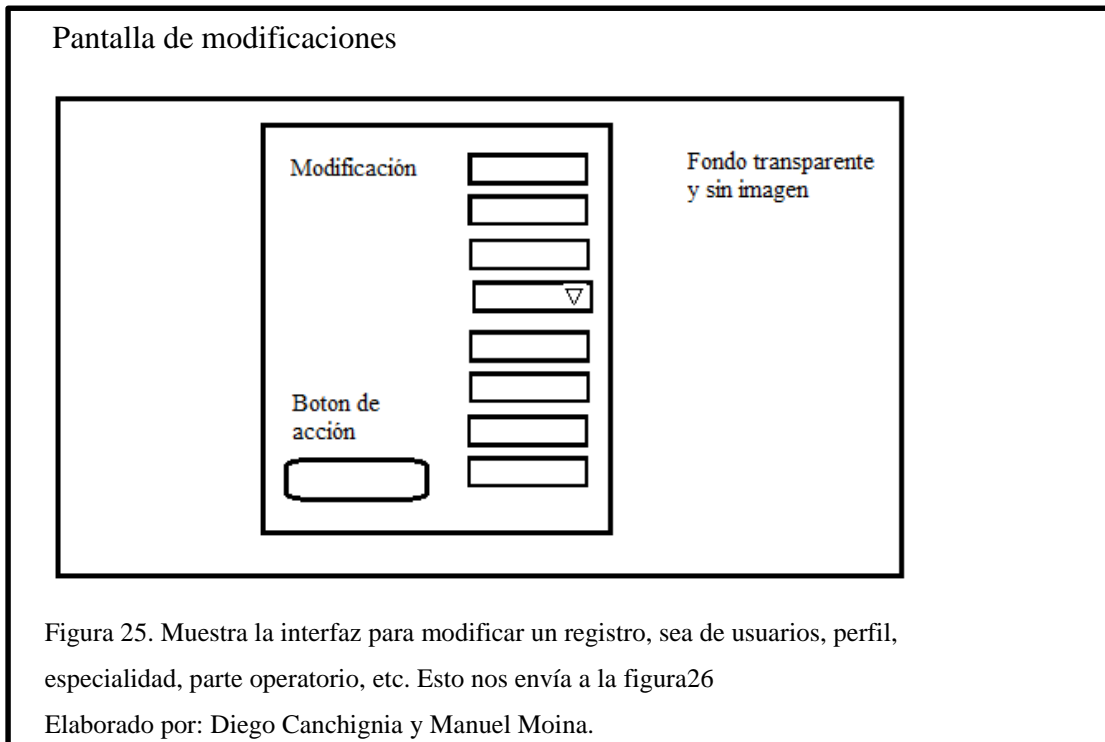 Pantalla de modificaciones
Modificación
Fondo transparente
y sin imagen
Boton de
acción
Figura 25. Muestra la interfaz para modificar un registro, sea de usuarios, perfil,
especialidad, parte operatorio, etc. Esto nos envía a la figura26
Elaborado por: Diego Canchignia y Manuel Moina.